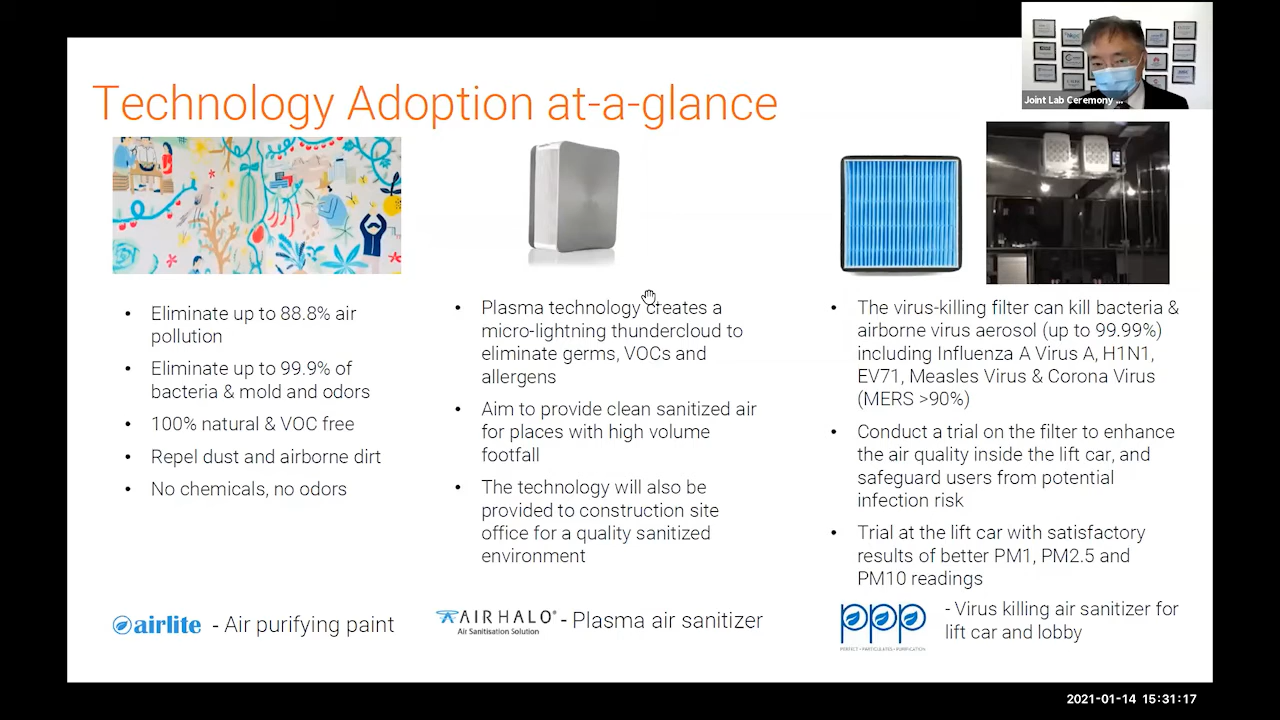 Technology Adoption at-a-glance
Joint Lab Ceremony ...
• Eliminate up to 88.8% air
pollution
• Eliminate up to 99.9% of
bacteria & mold and odors
• 100% natural & VOC free
• Repel dust and airborne dirt
• No chemicals, no odors
airlite - Air purifying paint
• Plasma technology creates a
micro-lightning thundercloud to
eliminate germs, VOCs and
allergens
• Aim to provide clean sanitized air
for places with high volume
footfall
• The technology will also be
provided to construction site
office for a quality sanitized
environment
AIRHALO® - Plasma air sanitizer
Air Sanitisation Solution
• The virus-killing filter can kill bacteria &
airborne virus aerosol (up to 99.99%)
including Influenza A Virus A, H1N1,
EV71, Measles Virus & Corona Virus
(MERS >90%)
• Conduct a trial on the filter to enhance
the air quality inside the lift car, and
safeguard users from potential
infection risk
• Trial at the lift car with satisfactory
results of better PM1, PM2.5 and
PM10 readings
ppp
PERFECT • PARTICULATES • PURIFICATION
- Virus killing air sanitizer for
lift car and lobby
2021-01-14 15:31:17